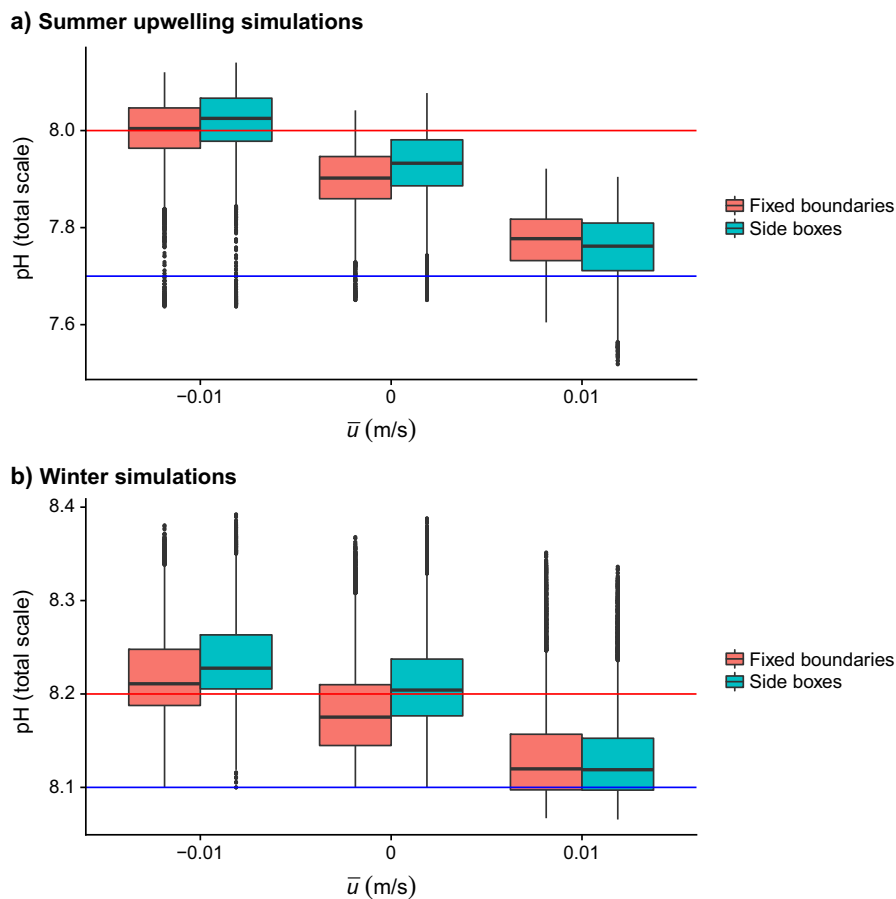 a) Summer upwelling simulations
pH (total scale)
8.0
7.8
7.6
−0.01
0
0.01
u̅ (m/s)
Fixed boundaries
Side boxes
b) Winter simulations
pH (total scale)
8.4
8.3
8.2
8.1
−0.01
0
0.01
u̅ (m/s)
Fixed boundaries
Side boxes